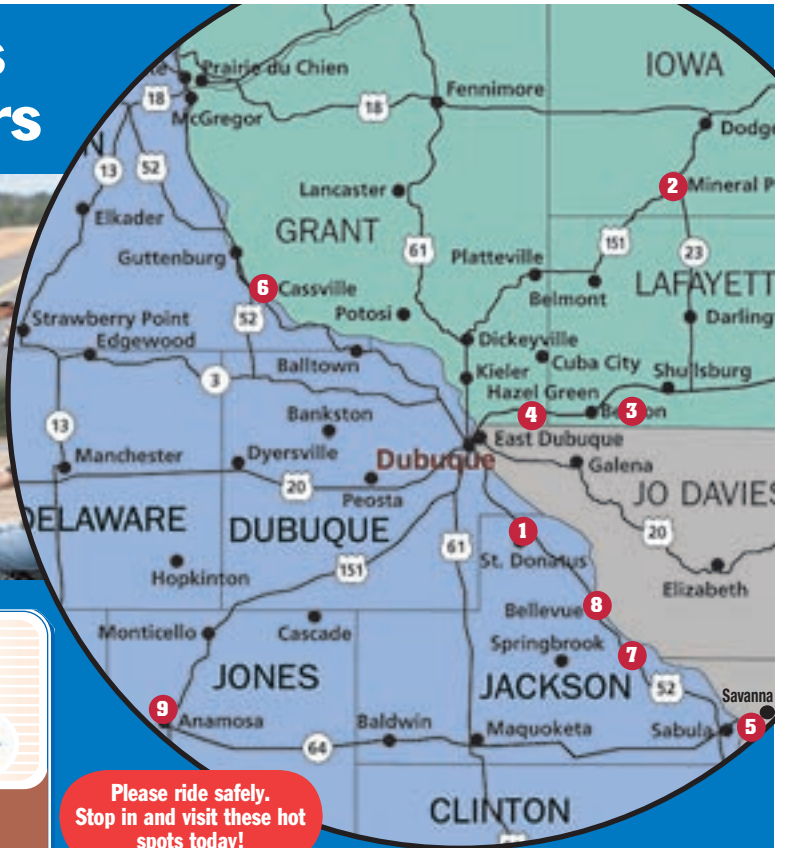 s
rs
IOWA
Prairie du Chien
Fennimore
18
18
McGregor
Dodge
N
13
52
2
Mineral P
Lancaster
Elkader
GRANT
61
151
23
Guttenburg
Platteville
LAFAYETT
6
Cassville
Belmont
52
Potosi
Darling
Strawberry Point
Edgewood
Dickeyville
Balltown
Cuba City
Shullsburg
Kieler
3
Hazel Green
Bankston
4
3
13
East Dubuque
Manchester
Dyersville
Dubuque
Galena
20
Peosta
JO DAVIES
DELAWARE
DUBUQUE
1
20
61
St. Donatus
151
Hopkinton
Elizabeth
Bellevue
8
Monticello
Cascade
Springbrook
7
JONES
JACKSON
52
Savanna
9
Anamosa
Baldwin
Maquoketa
Sabula
5
64
CLINTON
Please ride safely.
Stop in and visit these hot
spots today!